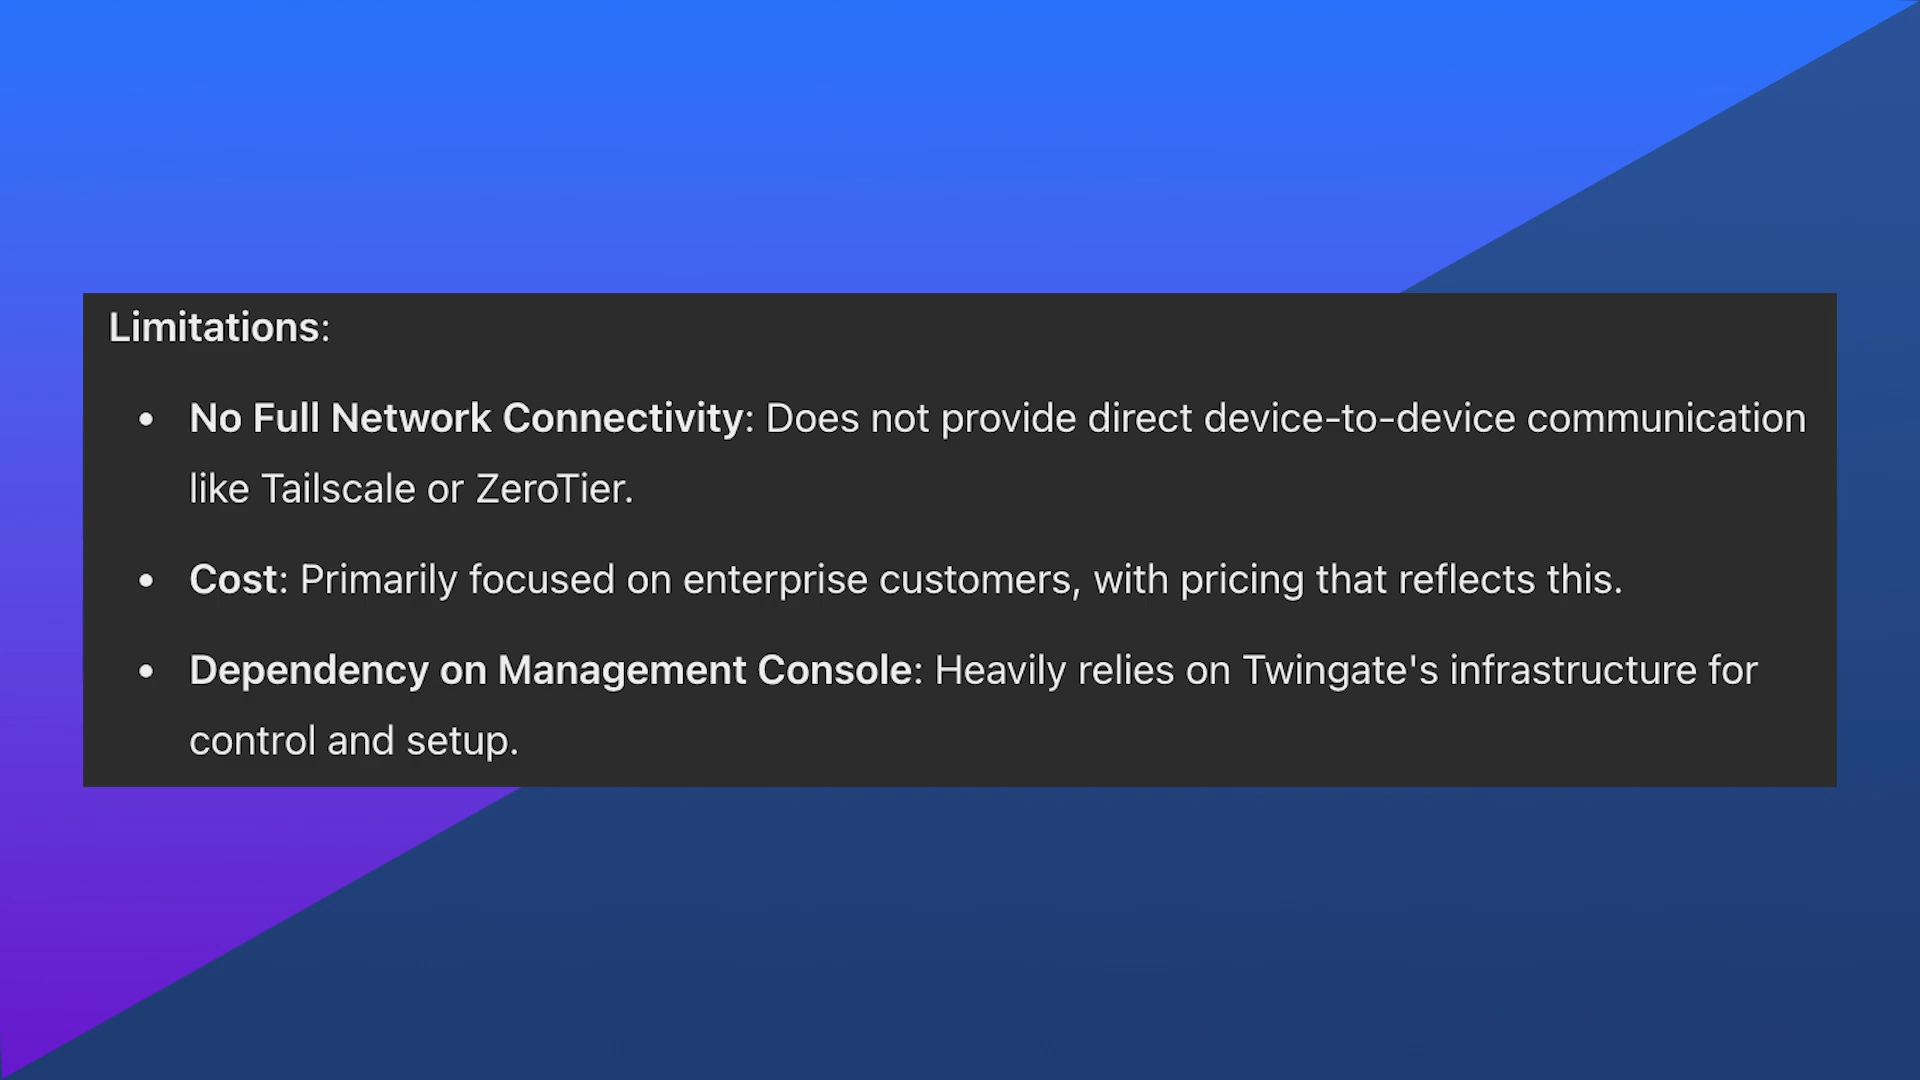 Limitations:
• No Full Network Connectivity: Does not provide direct device-to-device communication
like Tailscale or ZeroTier.
• Cost: Primarily focused on enterprise customers, with pricing that reflects this.
• Dependency on Management Console: Heavily relies on Twingate's infrastructure for
control and setup.